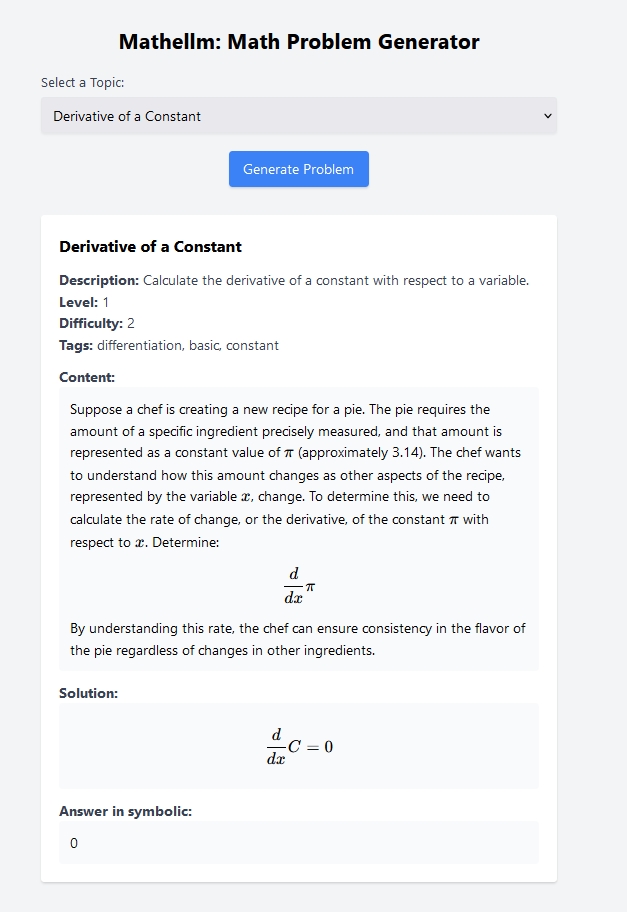 Mathellm: Math Problem Generator
Select a Topic:
Derivative of a Constant
Generate Problem
Derivative of a Constant
Description: Calculate the derivative of a constant with respect to a variable.
Level: 1
Difficulty: 2
Tags: differentiation, basic, constant
Content:
Suppose a chef is creating a new recipe for a pie. The pie requires the
amount of a specific ingredient precisely measured, and that amount is
represented as a constant value of π (approximately 3.14). The chef wants
to understand how this amount changes as other aspects of the recipe,
represented by the variable x, change. To determine this, we need to
calculate the rate of change, or the derivative, of the constant π with
respect to x. Determine:
d/dx π
By understanding this rate, the chef can ensure consistency in the flavor of
the pie regardless of changes in other ingredients.
Solution:
d/dx C = 0
Answer in symbolic:
0